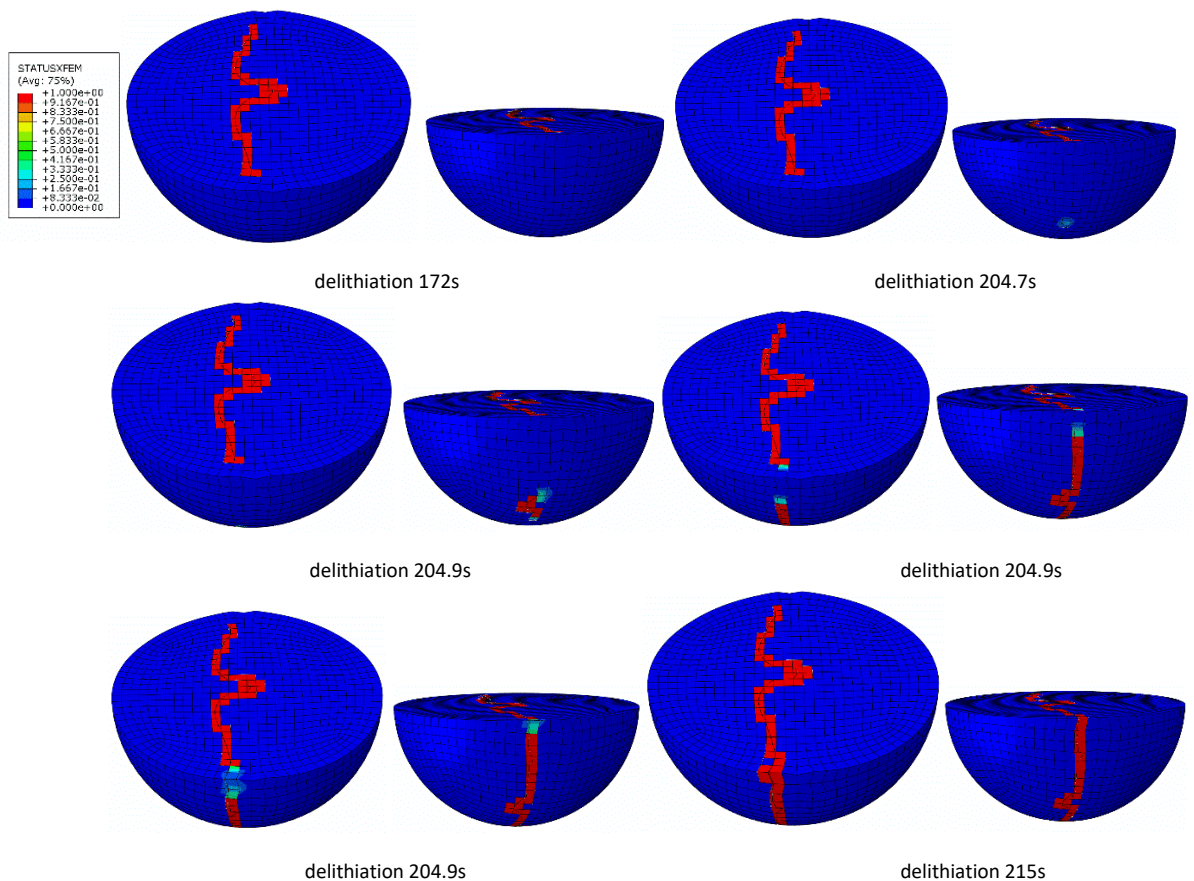 STATUSXFEM
(Avg: 75%)
+1.000e+00
+9.167e-01
+8.333e-01
+7.500e-01
+6.667e-01
+5.833e-01
+5.000e-01
+4.167e-01
+3.333e-01
+2.500e-01
+1.667e-01
+8.333e-02
+0.000e+00
delithiation 172s
delithiation 204.7s
delithiation 204.9s
delithiation 204.9s
delithiation 204.9s
delithiation 215s